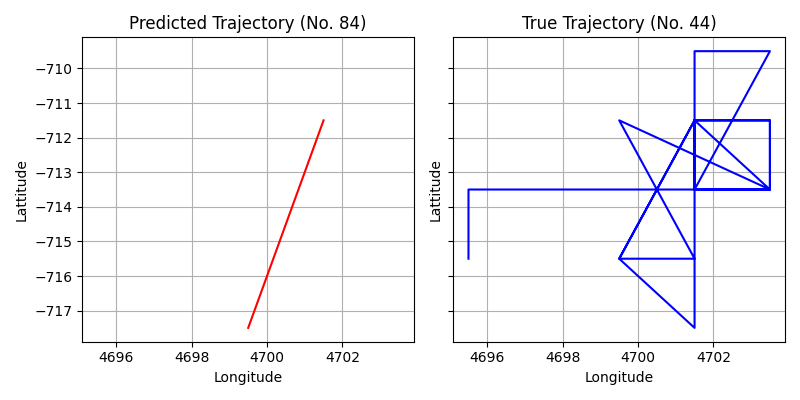 Predicted Trajectory (No. 84)
−710
−711
−712
−713
−714
−715
−716
−717
Lattitude
4696 4698 4700 4702
Longitude
True Trajectory (No. 44)
Lattitude
4696 4698 4700 4702
Longitude